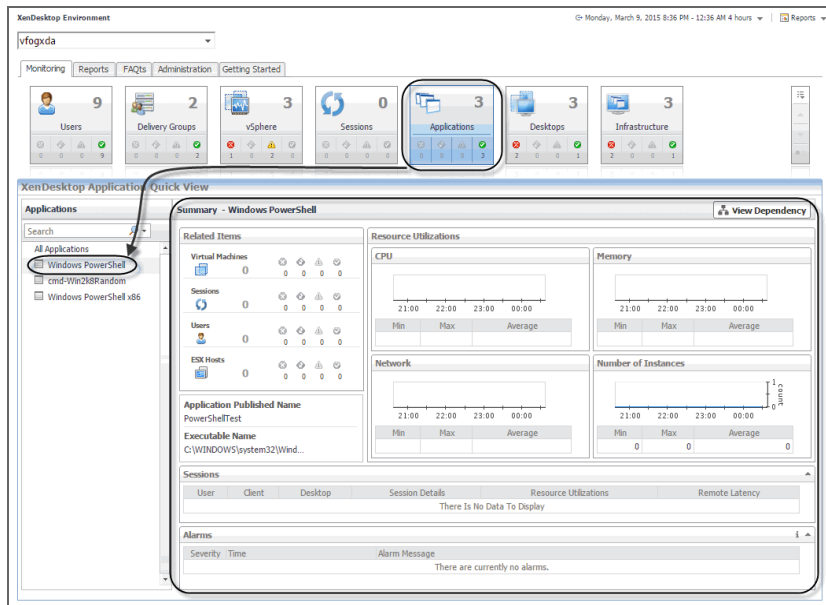 XenDesktop Environment
Monday, March 9, 2015 8:36 PM - 12:36 AM 4 hours
Reports
vfogxda
Monitoring Reports FAQts Administration Getting Started
9 2 3 0 3 3 3
Users Delivery Groups vSphere Sessions Applications Desktops Infrastructure
0 0 0 9 0 0 0 2 1 0 2 0 0 0 0 0 0 0 0 3 2 0 0 1 2 0 0 1
XenDesktop Application Quick View
Applications
Search
All Applications
Windows PowerShell
cmd-Win2k8Random
Windows PowerShell x86
Summary - Windows PowerShell
View Dependency
Related Items
Virtual Machines
0 0 0 0 0
Sessions
0 0 0 0 0
Users
0 0 0 0 0
ESX Hosts
0 0 0 0 0
Application Published Name
PowerShellTest
Executable Name
C:\WINDOWS\system32\Wind...
Resource Utilizations
CPU
21:00 22:00 23:00 00:00
Min Max Average
Memory
21:00 22:00 23:00 00:00
Min Max Average
Network
21:00 22:00 23:00 00:00
Min Max Average
Number of Instances
1
0
count
21:00 22:00 23:00 00:00
Min Max Average
0 0 0
Sessions
User Client Desktop Session Details Resource Utilizations Remote Latency
There Is No Data To Display
Alarms
Severity Time Alarm Message
There are currently no alarms.